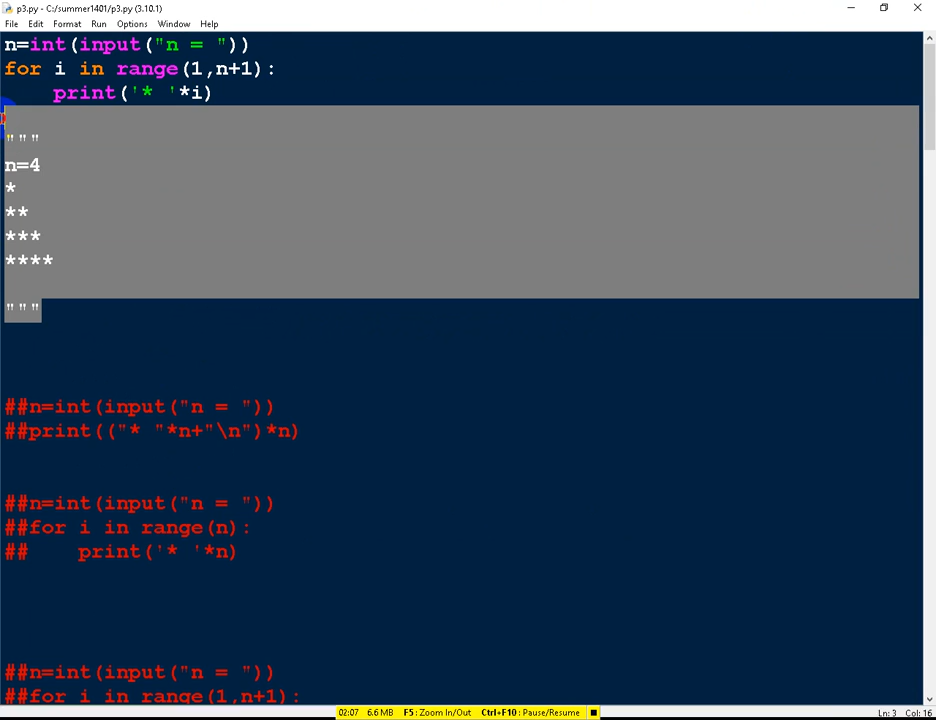 p3.py - C:/summer1401/p3.py (3.10.1)
File Edit Format Run Options Window Help
n=int(input("n = "))
for i in range(1,n+1):
    print('* '*i)
"""
n=4
*
**
***
****
"""
##n=int(input("n = "))
##print(("* "*n+"\n")*n)
##n=int(input("n = "))
##for i in range(n):
##    print('* '*n)
##n=int(input("n = "))
##for i in range(1,n+1):
02:07 6.6 MB F5: Zoom In/Out Ctrl+F10: Pause/Resume
Ln: 3 Col: 16